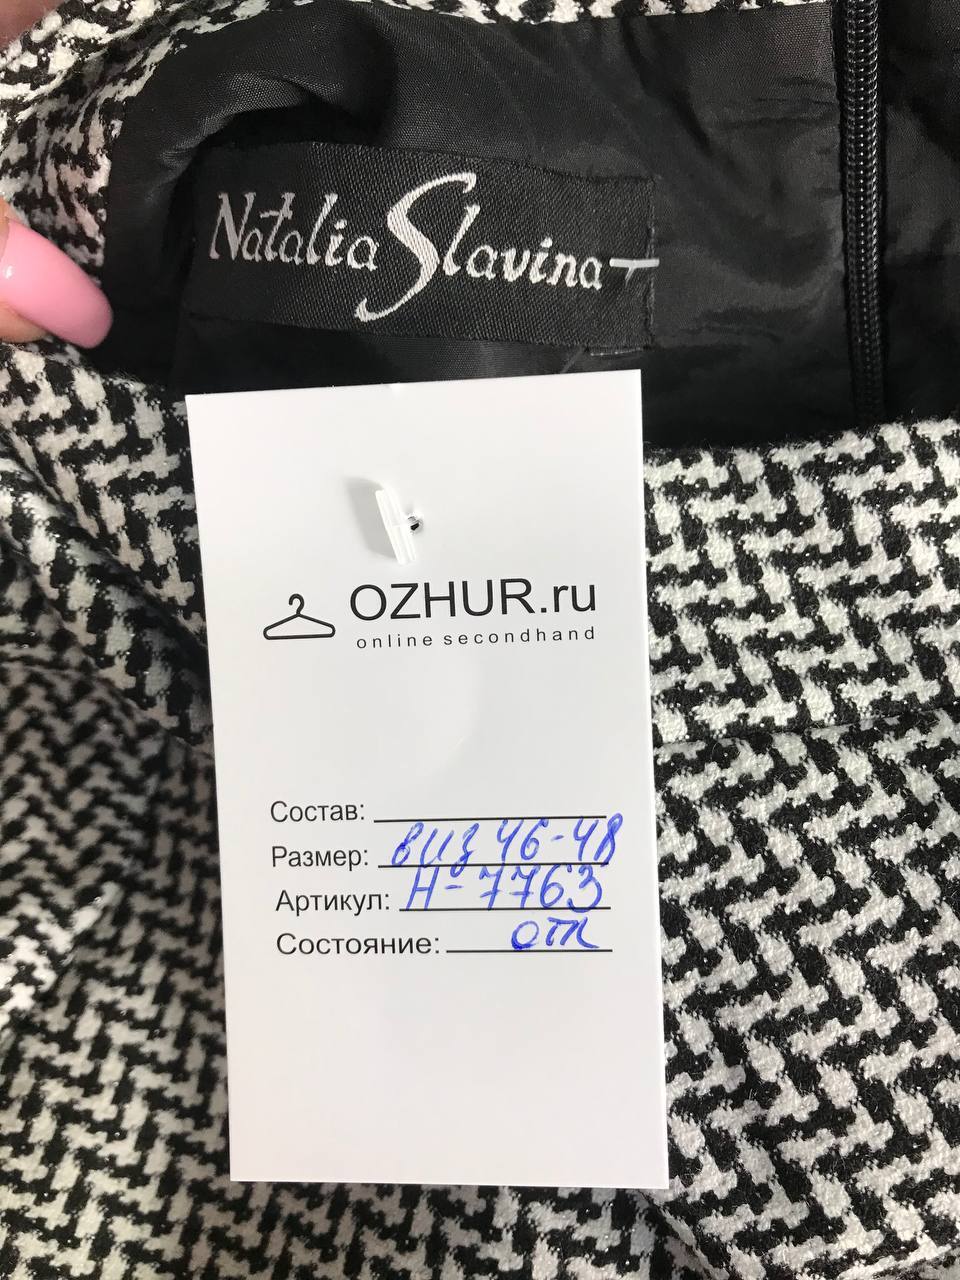 Natalia Slavina
OZHUR.ru
online secondhand
Состав:
Размер: виз 46-48
Артикул: Н-7763
Состояние: отл